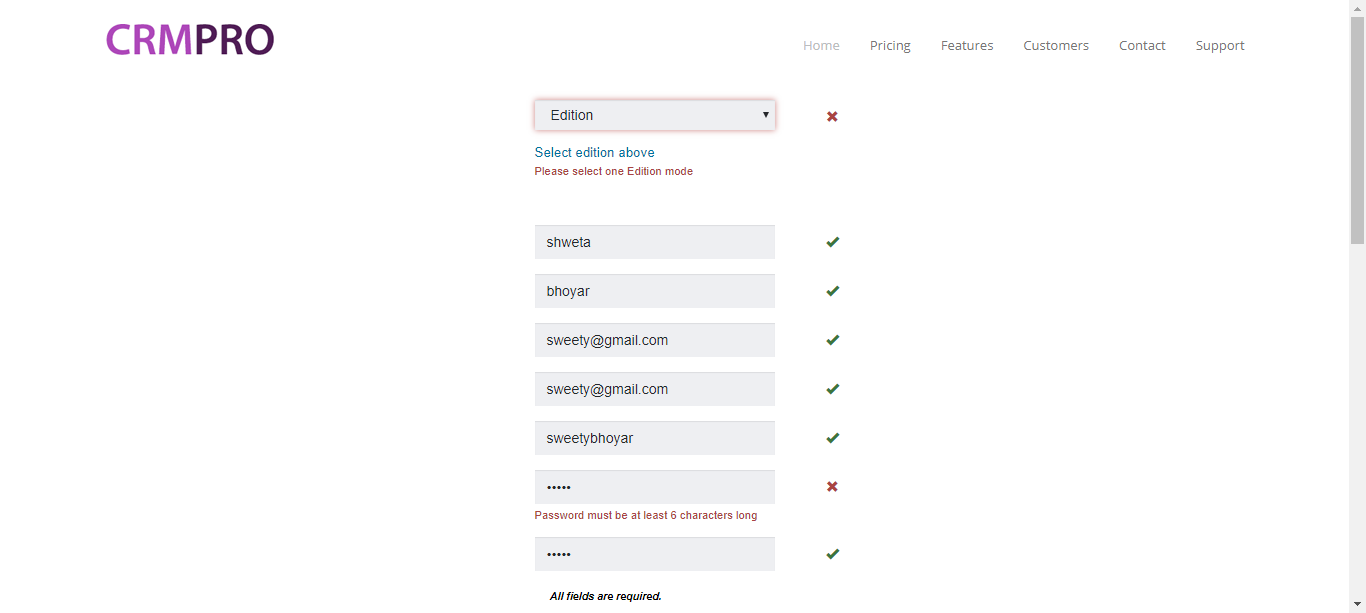 CRMPRO
Home Pricing Features Customers Contact Support
Edition
Select edition above
Please select one Edition mode
shweta
bhoyar
sweety@gmail.com
sweety@gmail.com
sweetybhoyar
•••••
Password must be at least 6 characters long
•••••
All fields are required.